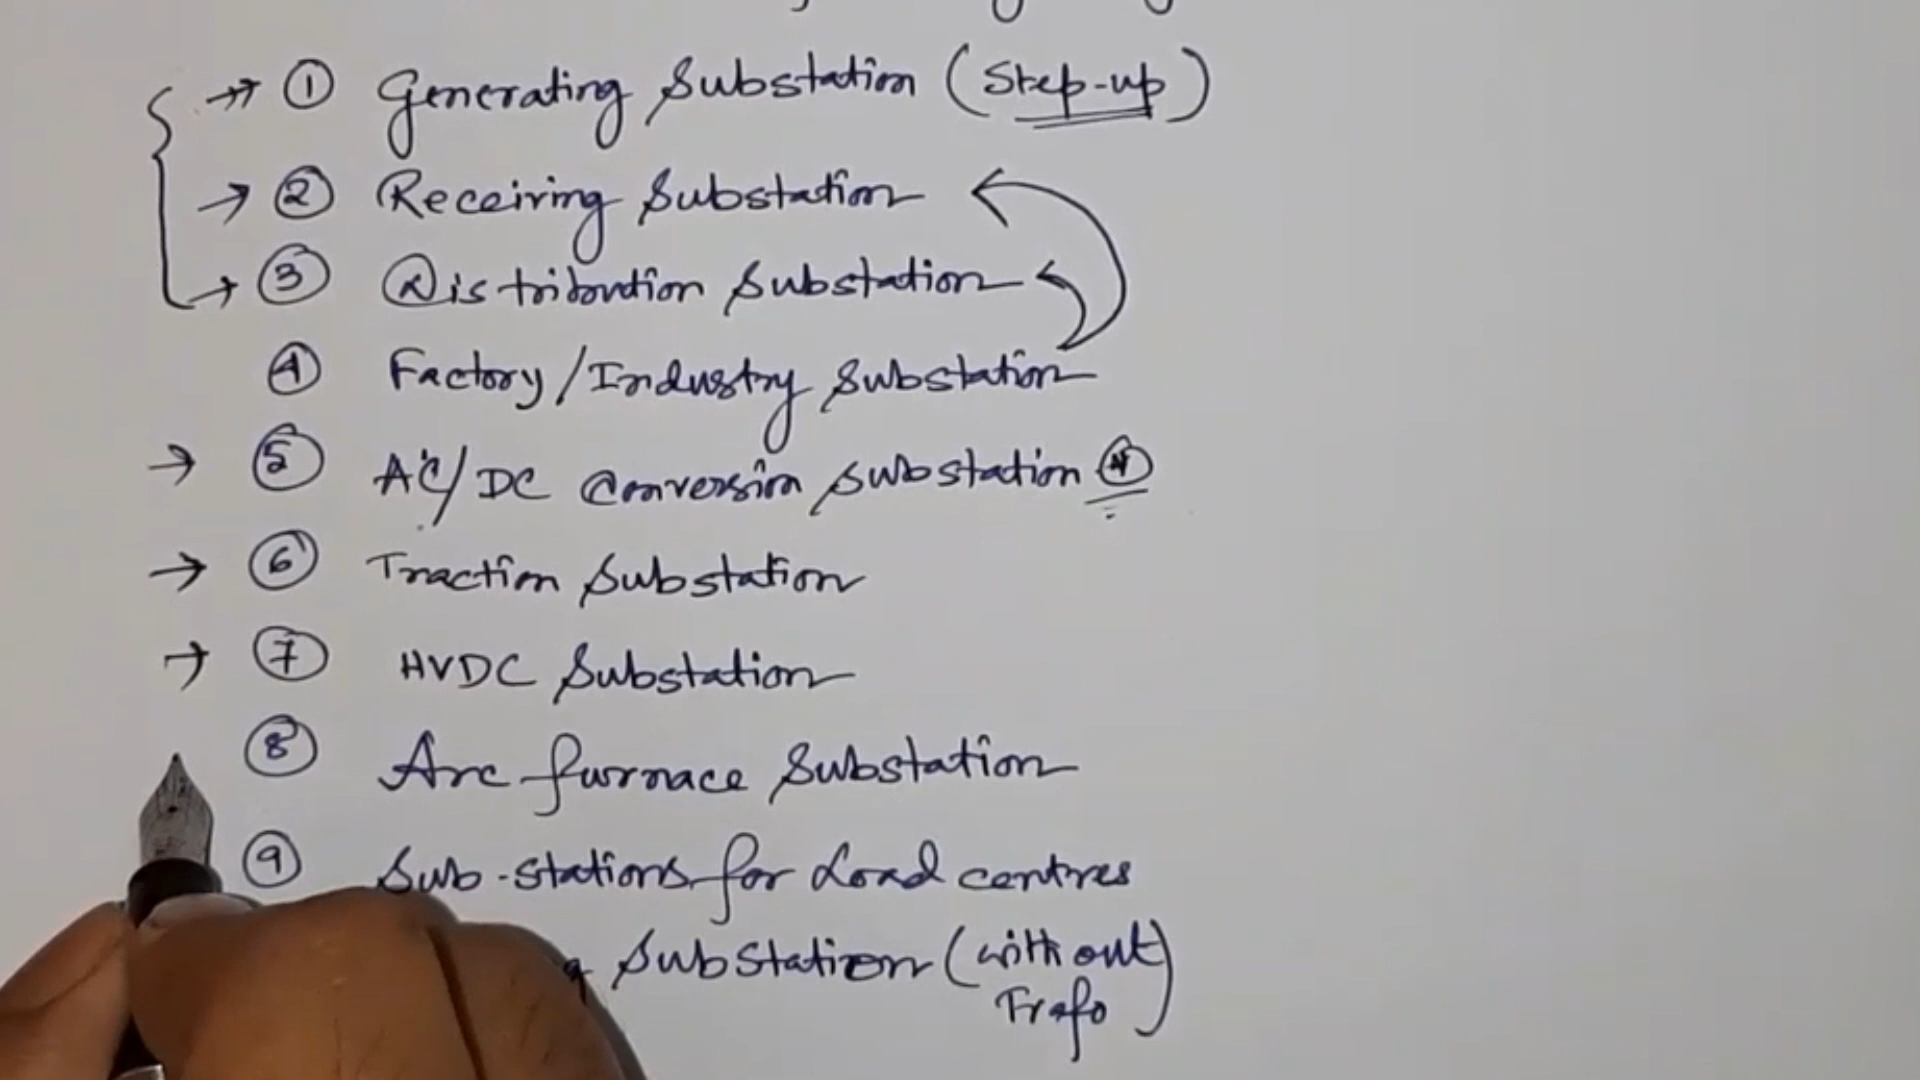 ① Generating Substation (Step-up)
② Receiving Substation
③ Distribution Substation
④ Factory/Industry Substation
⑤ AC/DC Conversion Substation
⑥ Traction Substation
⑦ HVDC Substation
⑧ Arc furnace Substation
⑨ Sub-stations for Load centres
Substation (without
Trafo)